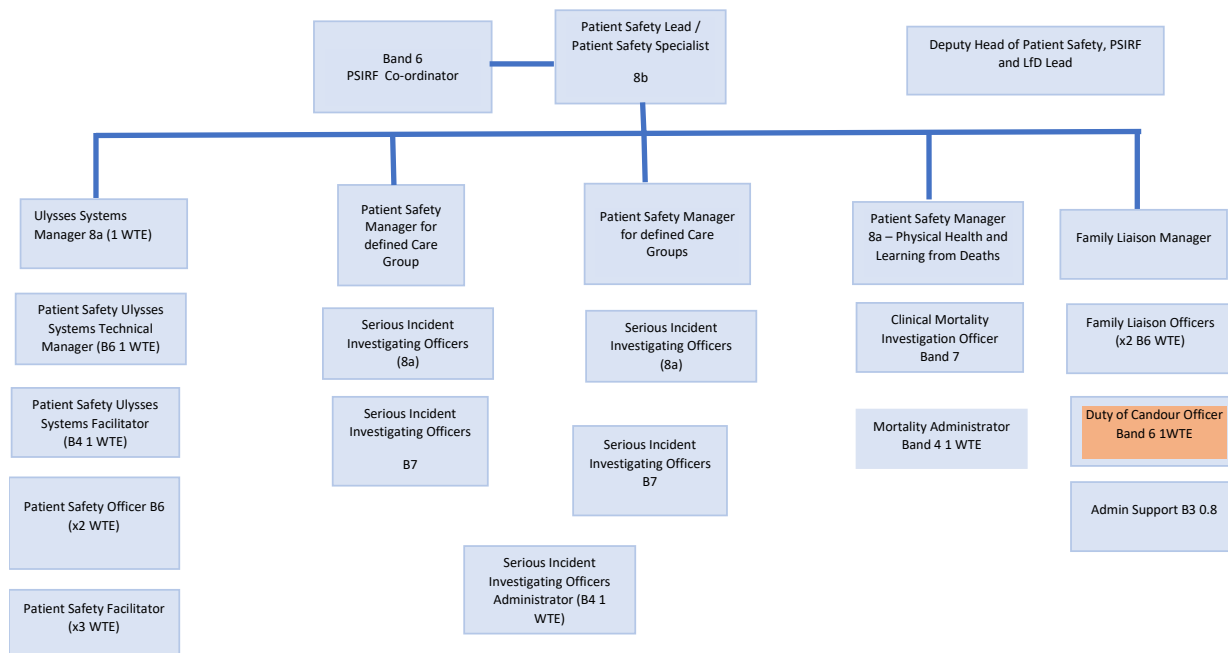 Patient Safety Lead /
Patient Safety Specialist
8b
Band 6
PSIRF Co-ordinator
Deputy Head of Patient Safety, PSIRF
and LfD Lead
Ulysses Systems
Manager 8a (1 WTE)
Patient Safety Ulysses
Systems Technical
Manager (B6 1 WTE)
Patient Safety Ulysses
Systems Facilitator
(B4 1 WTE)
Patient Safety Officer B6
(x2 WTE)
Patient Safety Facilitator
(x3 WTE)
Patient Safety
Manager for
defined Care
Group
Serious Incident
Investigating Officers
(8a)
Serious Incident
Investigating Officers
B7
Patient Safety Manager
for defined Care
Groups
Serious Incident
Investigating Officers
(8a)
Serious Incident
Investigating Officers
B7
Serious Incident
Investigating Officers
Administrator (B4 1
WTE)
Patient Safety Manager
8a – Physical Health and
Learning from Deaths
Clinical Mortality
Investigation Officer
Band 7
Mortality Administrator
Band 4 1 WTE
Family Liaison Manager
Family Liaison Officers
(x2 B6 WTE)
Duty of Candour Officer
Band 6 1WTE
Admin Support B3 0.8